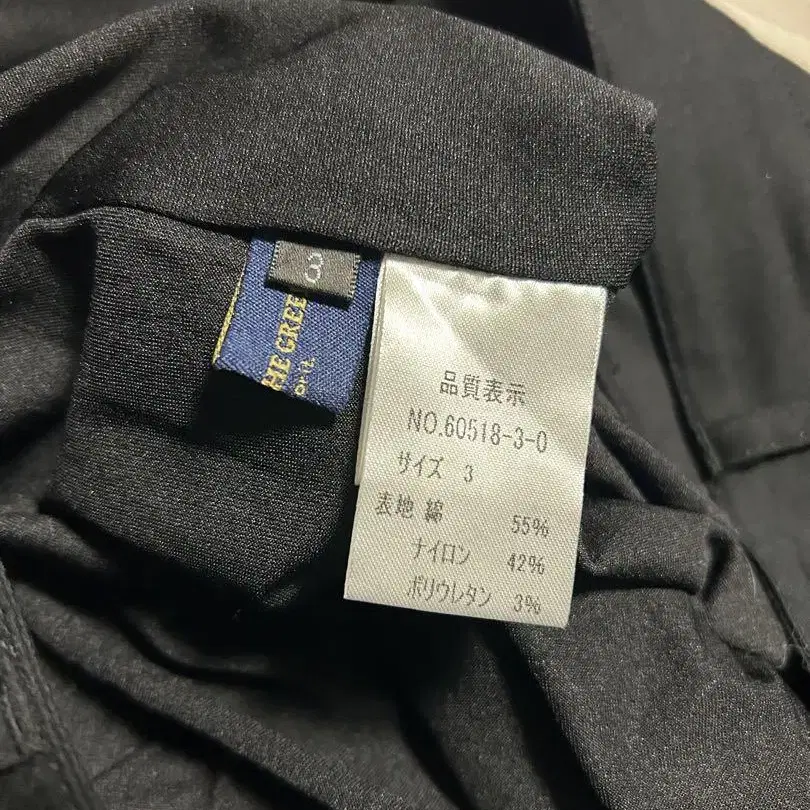 3
HE GREE
品質表示
NO.60518-3-0
サイズ 3
表地 綿 55%
ナイロン 42%
ポリウレタン 3%